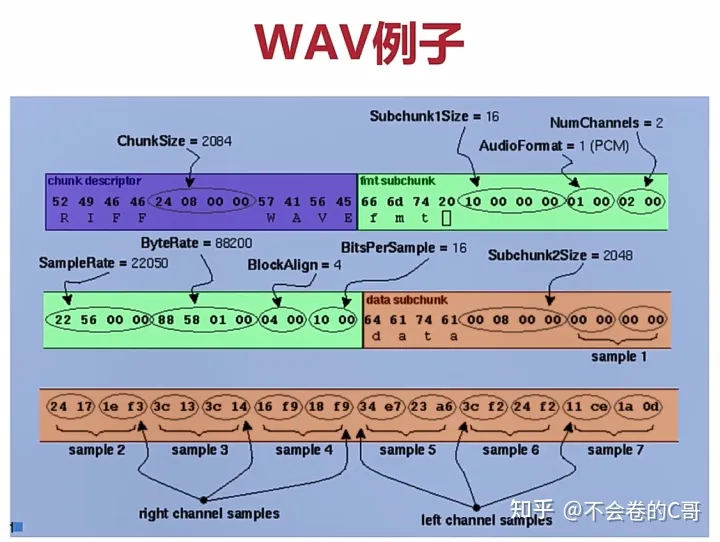 WAV例子
Subchunk1Size = 16
NumChannels = 2
ChunkSize = 2084
AudioFormat = 1 (PCM)
chunk descriptor
fmt subchunk
52 49 46 46 24 08 00 00 57 41 56 45 66 6d 74 20 10 00 00 00 01 00 02 00
R I F F W A V E f m t
ByteRate = 88200
BitsPerSample = 16
SampleRate = 22050
BlockAlign = 4
Subchunk2Size = 2048
data subchunk
22 56 00 00 88 58 01 00 04 00 10 00 64 61 74 61 00 08 00 00 00 00 00 00
d a t a
sample 1
24 17 1e f3 3c 13 3c 14 16 f9 18 f9 34 e7 23 a6 3c f2 24 f2 11 ce 1a 0d
sample 2 sample 3 sample 4 sample 5 sample 6 sample 7
right channel samples
left channel samples
知乎 @不会卷的C哥
1